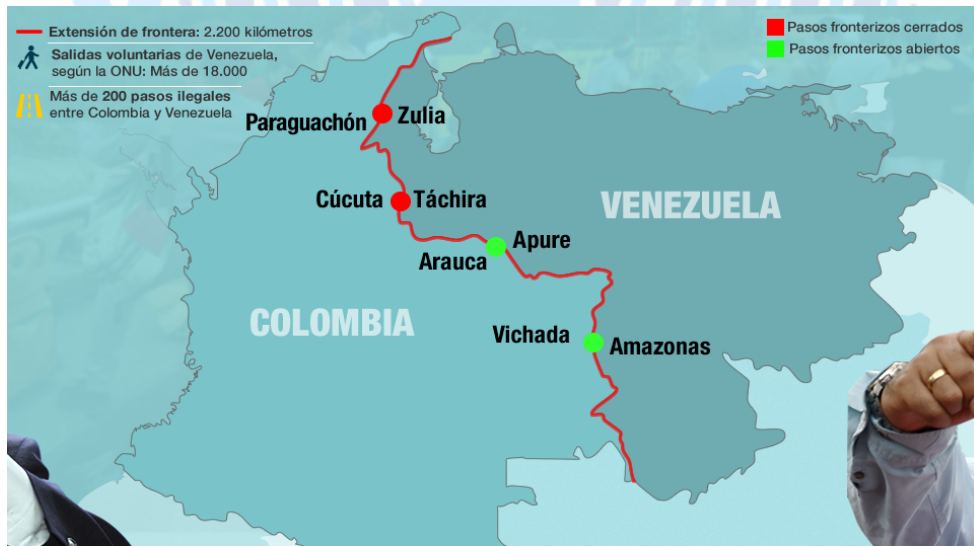 Extensión de frontera: 2.200 kilómetros
Salidas voluntarias de Venezuela,
según la ONU: Más de 18.000
Más de 200 pasos ilegales
entre Colombia y Venezuela
Pasos fronterizos cerrados
Pasos fronterizos abiertos
Paraguachón
Zulia
Cúcuta
Táchira
VENEZUELA
Apure
Arauca
COLOMBIA
Vichada
Amazonas